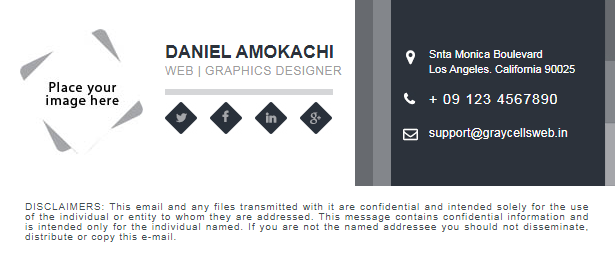 Place your
image here
DANIEL AMOKACHI
WEB | GRAPHICS DESIGNER
Snta Monica Boulevard
Los Angeles. California 90025
+ 09 123 4567890
support@graycellsweb.in
DISCLAIMERS: This email and any files transmitted with it are confidential and intended solely for the use
of the individual or entity to whom they are addressed. This message contains confidential information and
is intended only for the individual named. If you are not the named addressee you should not disseminate,
distribute or copy this e-mail.